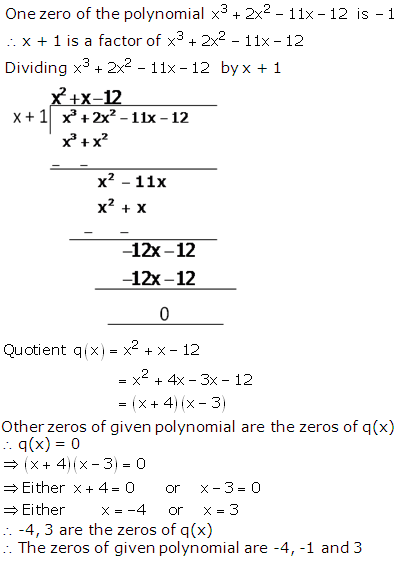 One zero of the polynomial x³ + 2x² – 11x – 12 is – 1
∴ x + 1 is a factor of x³ + 2x² – 11x – 12
Dividing x³ + 2x² – 11x – 12 by x + 1
x² +x–12
x + 1 x³ + 2x² – 11x – 12
x³ + x²
– –
x² – 11x
x² + x
– –
–12x – 12
–12x – 12
0
Quotient q(x) = x² + x – 12
= x² + 4x – 3x – 12
= (x + 4)(x – 3)
Other zeros of given polynomial are the zeros of q(x)
∴ q(x) = 0
⇒ (x + 4)(x – 3) = 0
⇒ Either x + 4 = 0 or x – 3 = 0
⇒ Either x = –4 or x = 3
∴ -4, 3 are the zeros of q(x)
∴ The zeros of given polynomial are -4, -1 and 3